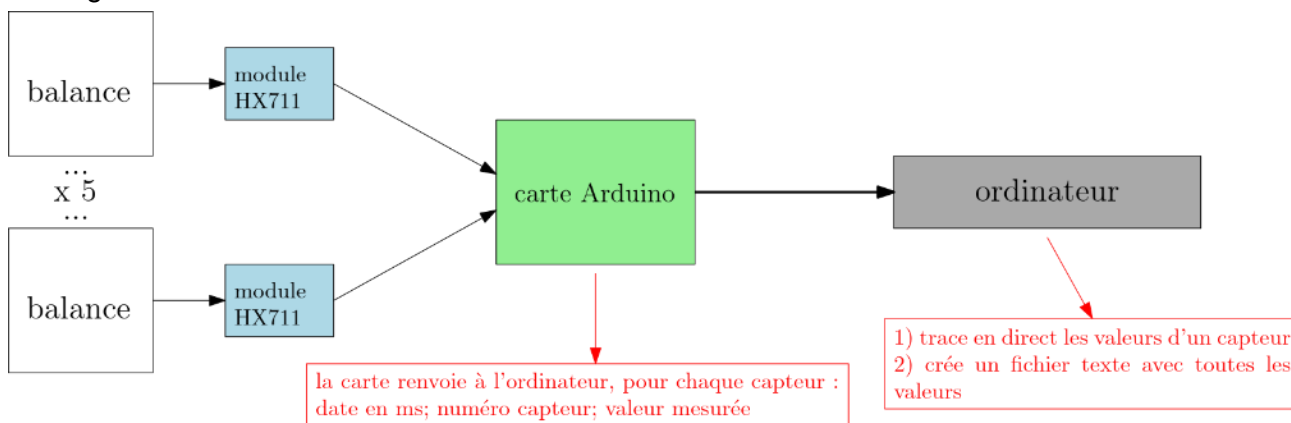 balance
module
HX711
...
x 5
...
balance
module
HX711
carte Arduino
ordinateur
la carte renvoie à l'ordinateur, pour chaque capteur :
date en ms; numéro capteur; valeur mesurée
1) trace en direct les valeurs d'un capteur
2) crée un fichier texte avec toutes les
valeurs